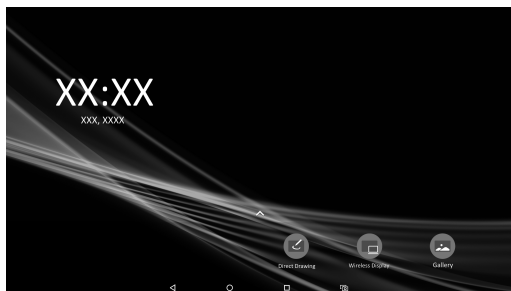 XX:XX
XXX, XXXX
Direct Drawing
Wireless Display
Gallery